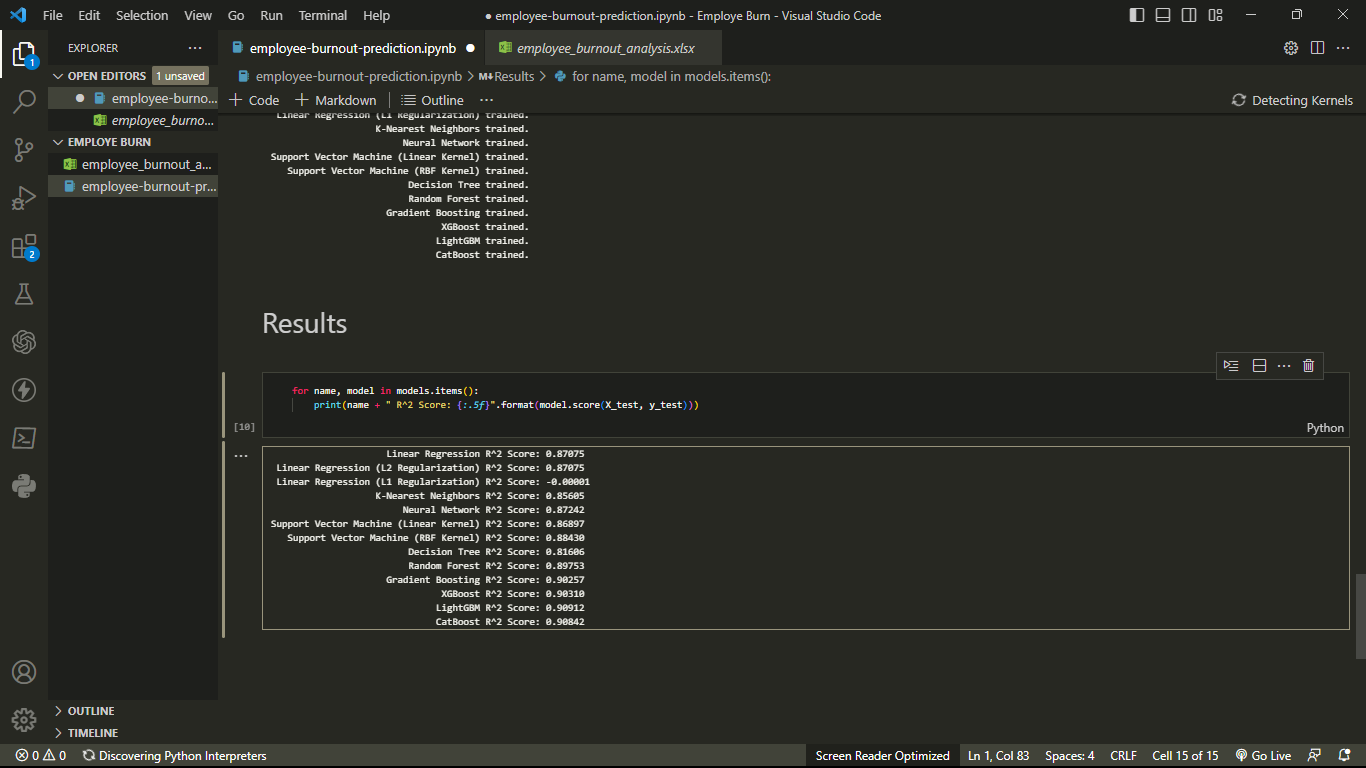 File Edit Selection View Go Run Terminal Help
● employee-burnout-prediction.ipynb - Employe Burn - Visual Studio Code
EXPLORER
OPEN EDITORS 1 unsaved
employee-burno...
employee_burno...
EMPLOYE BURN
employee_burnout_a...
employee-burnout-pr...
OUTLINE
TIMELINE
1
2
employee-burnout-prediction.ipynb
employee_burnout_analysis.xlsx
employee-burnout-prediction.ipynb > M↓Results > for name, model in models.items():
+ Code + Markdown Outline ...
Detecting Kernels
Linear Regression (L1 Regularization) trained.
K-Nearest Neighbors trained.
Neural Network trained.
Support Vector Machine (Linear Kernel) trained.
Support Vector Machine (RBF Kernel) trained.
Decision Tree trained.
Random Forest trained.
Gradient Boosting trained.
XGBoost trained.
LightGBM trained.
CatBoost trained.
Results
for name, model in models.items():
print(name + " R^2 Score: {:.5f}".format(model.score(X_test, y_test)))
[10]
Python
Linear Regression R^2 Score: 0.87075
Linear Regression (L2 Regularization) R^2 Score: 0.87075
Linear Regression (L1 Regularization) R^2 Score: -0.00001
K-Nearest Neighbors R^2 Score: 0.85605
Neural Network R^2 Score: 0.87242
Support Vector Machine (Linear Kernel) R^2 Score: 0.86897
Support Vector Machine (RBF Kernel) R^2 Score: 0.88430
Decision Tree R^2 Score: 0.81606
Random Forest R^2 Score: 0.89753
Gradient Boosting R^2 Score: 0.90257
XGBoost R^2 Score: 0.90310
LightGBM R^2 Score: 0.90912
CatBoost R^2 Score: 0.90842
0 0 Discovering Python Interpreters
Screen Reader Optimized Ln 1, Col 83 Spaces: 4 CRLF Cell 15 of 15 Go Live